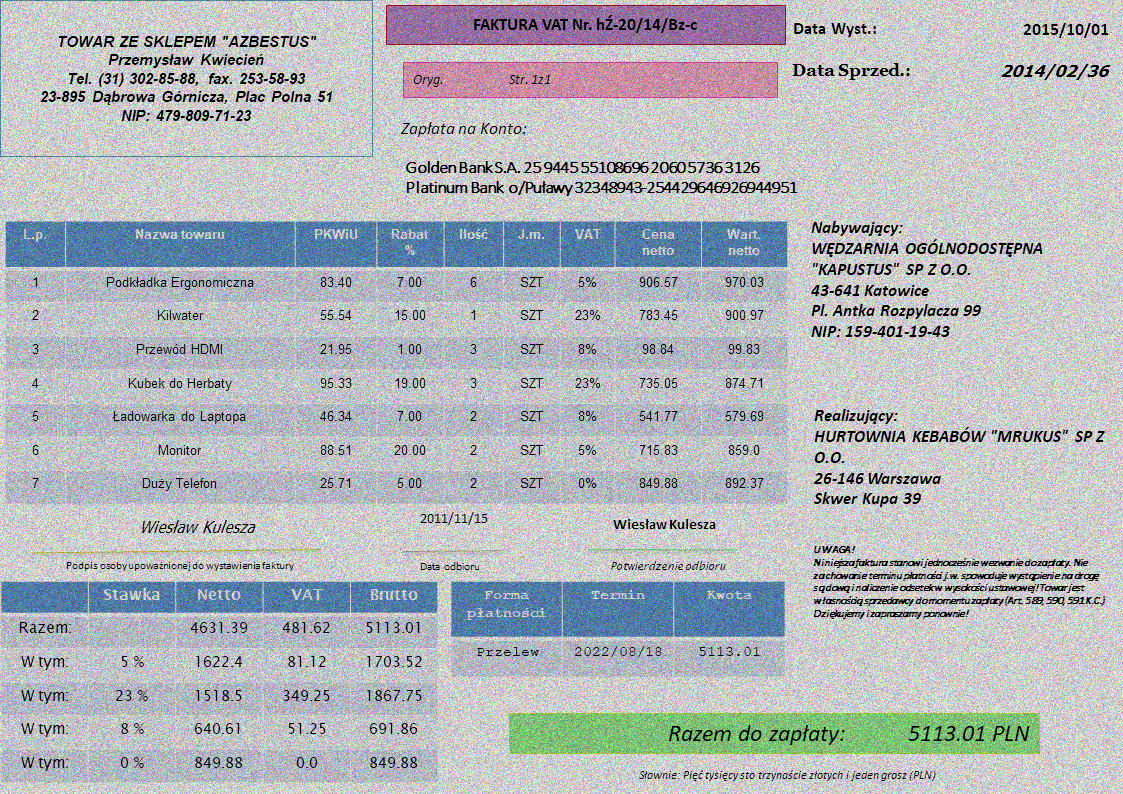 TOWAR ZE SKLEPEM "AZBESTUS"
Przemysław Kwiecień
Tel. (31) 302-85-88, fax. 253-58-93
23-895 Dąbrowa Górnicza, Plac Polna 51
NIP: 479-809-71-23
FAKTURA VAT Nr. hŹ-20/14/Bz-c
Oryg. Str. 1z1
Data Wyst.: 2015/10/01
Data Sprzed.: 2014/02/36
Zapłata na Konto:
Golden Bank S.A. 25 9445 5510 8696 2060 5736 3126
Platinum Bank o/Puławy 32348943-254429646926944951
L.p. Nazwa towaru PKWiU Rabat % Ilość J.m. VAT Cena netto Wart. netto
1 Podkładka Ergonomiczna 83.40 7.00 6 SZT 5% 906.57 970.03
2 Kilwater 55.54 15.00 1 SZT 23% 783.45 900.97
3 Przewód HDMI 21.95 1.00 3 SZT 8% 98.84 99.83
4 Kubek do Herbaty 95.33 19.00 3 SZT 23% 735.05 874.71
5 Ładowarka do Laptopa 46.34 7.00 2 SZT 8% 541.77 579.69
6 Monitor 88.51 20.00 2 SZT 5% 715.83 859.0
7 Duży Telefon 25.71 5.00 2 SZT 0% 849.88 892.37
Nabywający:
WĘDZARNIA OGÓLNODOSTĘPNA
"KAPUSTUS" SP Z O.O.
43-641 Katowice
Pl. Antka Rozpylacza 99
NIP: 159-401-19-43
Realizujący:
HURTOWNIA KEBABÓW "MRUKUS" SP Z
O.O.
26-146 Warszawa
Skwer Kupa 39
Wiesław Kulesza
Podpis osoby upoważnionej do wystawienia faktury
2011/11/15
Data odbioru
Wiesław Kulesza
Potwierdzenie odbioru
UWAGA!
Niniejsza faktura stanowi jednocześnie wezwanie do zapłaty. Nie
zachowanie terminu płatności j.w. spowoduje wystąpienie na drogę
sądową i naliczenie odsetek w wysokości ustawowej! Towar jest
własnością sprzedawcy do momentu zapłaty (Art. 589, 590, 591 K.C.)
Dziękujemy i zapraszamy ponownie!
Stawka Netto VAT Brutto
Razem: 4631.39 481.62 5113.01
W tym: 5 % 1622.4 81.12 1703.52
W tym: 23 % 1518.5 349.25 1867.75
W tym: 8 % 640.61 51.25 691.86
W tym: 0 % 849.88 0.0 849.88
Forma płatności Termin Kwota
Przelew 2022/08/18 5113.01
Razem do zapłaty: 5113.01 PLN
Słownie: Pięć tysięcy sto trzynaście złotych i jeden grosz (PLN)